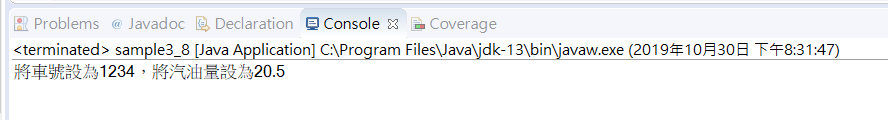 Problems @ Javadoc Declaration Console Coverage
<terminated> sample3_8 [Java Application] C:\Program Files\Java\jdk-13\bin\javaw.exe (2019年10月30日 下午8:31:47)
將車號設為1234，將汽油量設為20.5